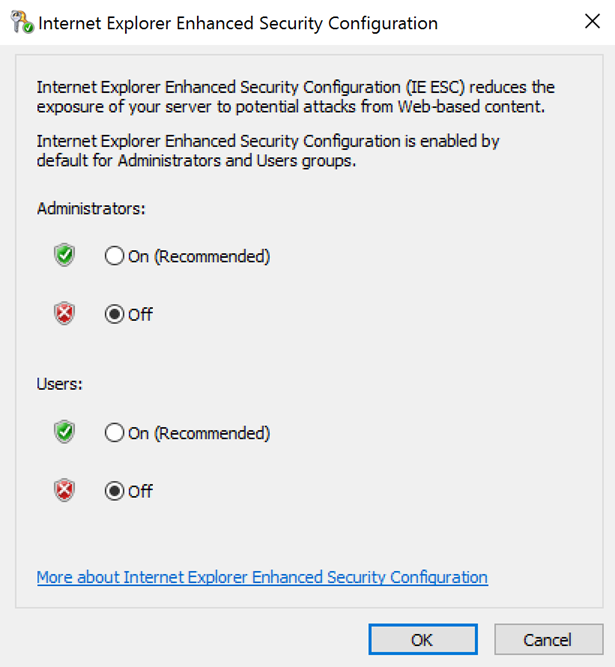 Internet Explorer Enhanced Security Configuration
Internet Explorer Enhanced Security Configuration (IE ESC) reduces the
exposure of your server to potential attacks from Web-based content.
Internet Explorer Enhanced Security Configuration is enabled by
default for Administrators and Users groups.
Administrators:
On (Recommended)
Off
Users:
On (Recommended)
Off
More about Internet Explorer Enhanced Security Configuration
OK Cancel